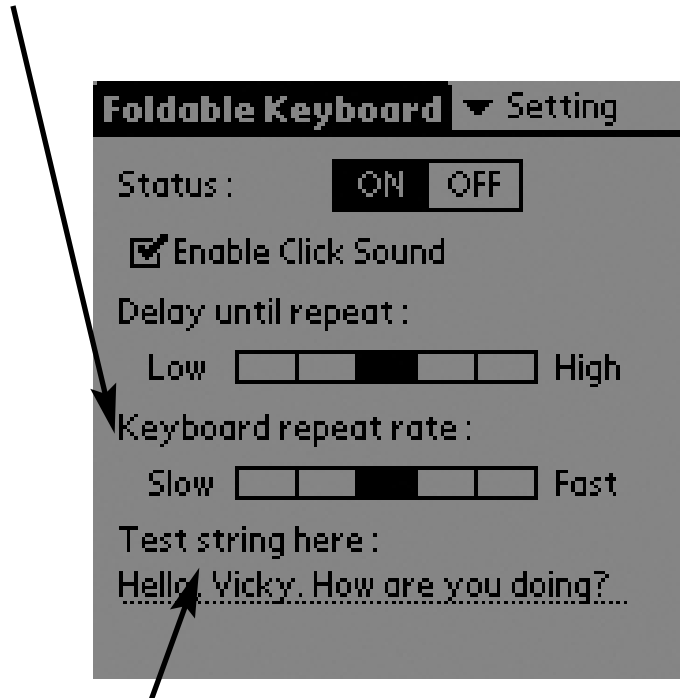 Foldable Keyboard Setting
Status : ON OFF
Enable Click Sound
Delay until repeat :
Low High
Keyboard repeat rate :
Slow Fast
Test string here :
Hello, Vicky. How are you doing?